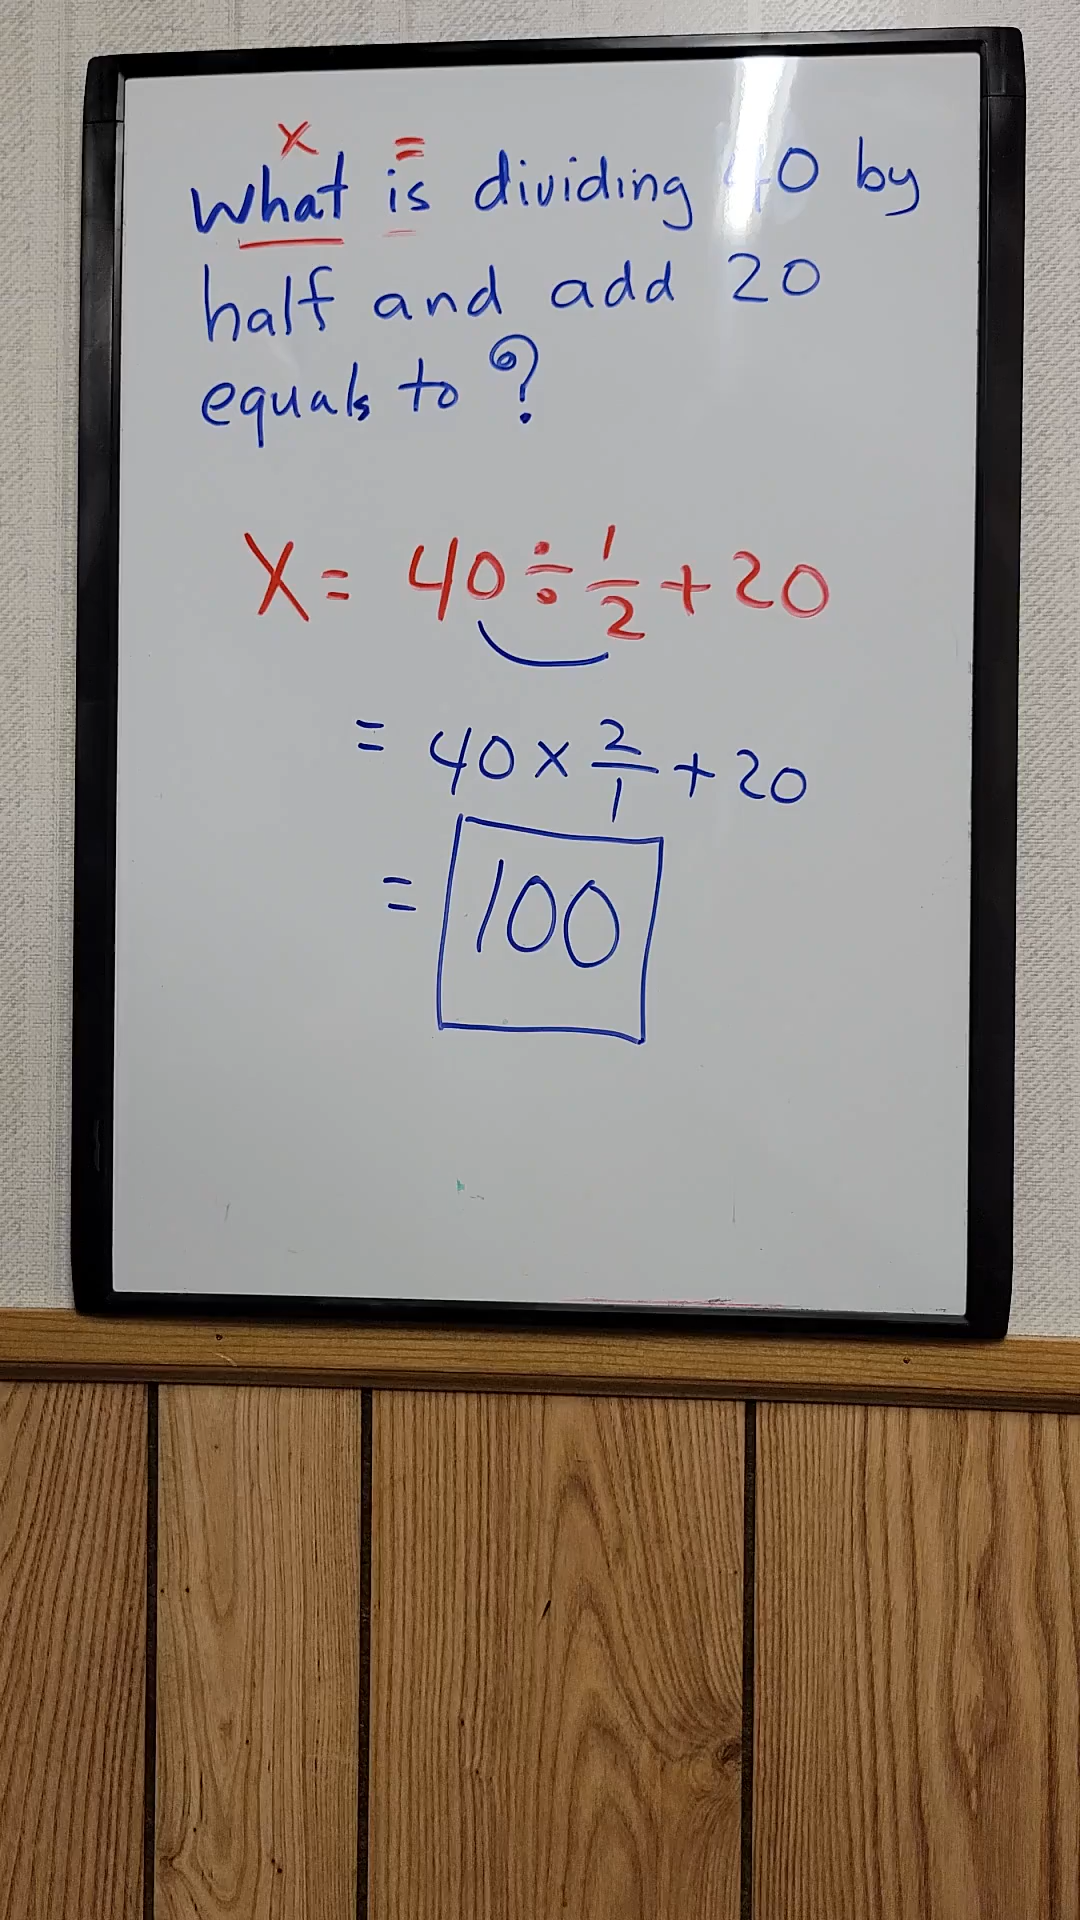 x =
What is dividing 40 by
half and add 20
equals to?
X = 40 ÷ 1/2 + 20
= 40 × 2/1 + 20
= 100